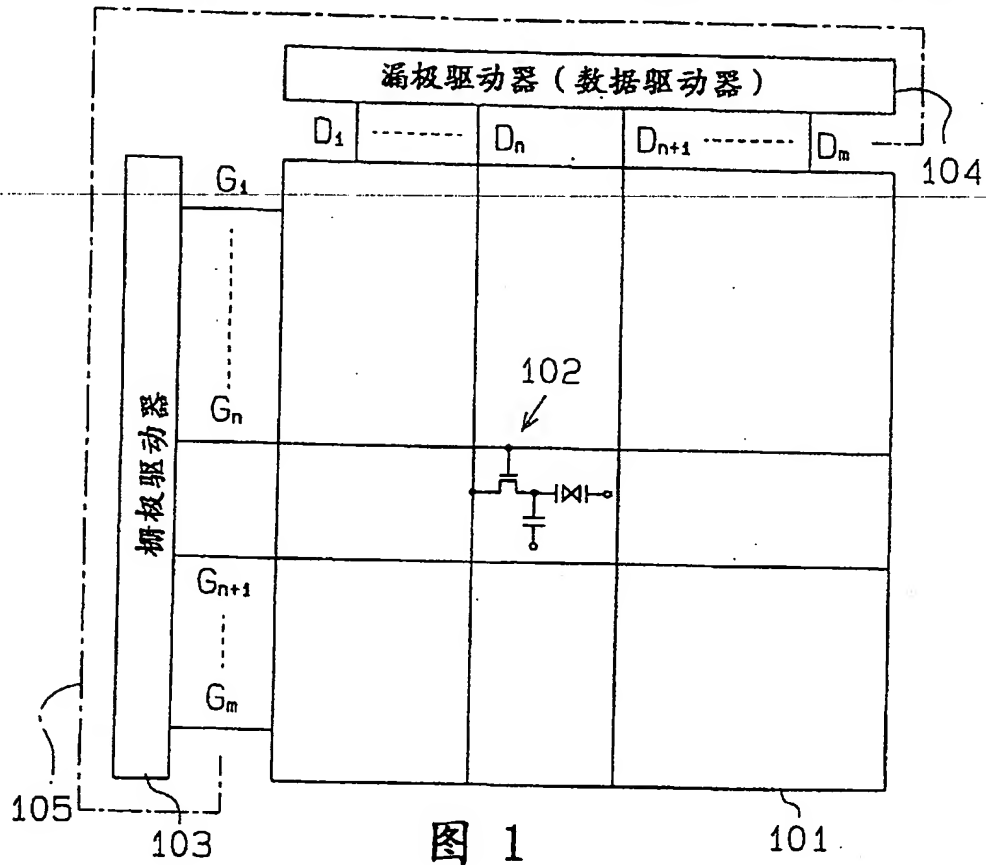 漏极驱动器（数据驱动器）
D₁
Dₙ
Dₙ₊₁
Dₘ
104
G₁
102
Gₙ
栅极驱动器
Gₙ₊₁
Gₘ
105
103
101
图 1